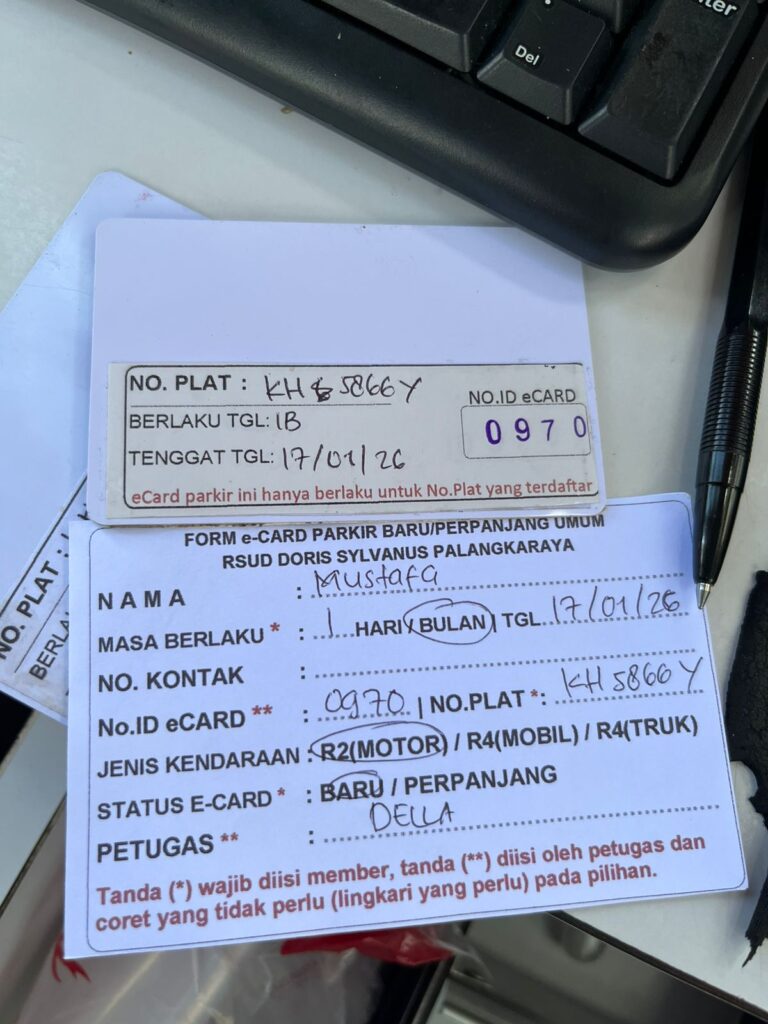 Del
nter
NO. PLAT : KH 5866 Y
BERLAKU TGL: 1B
TENGGAT TGL: 17/01/26
NO.ID eCARD
0970
eCard parkir ini hanya berlaku untuk No.Plat yang terdaftar
NO. PLAT :
BERLA
FORM e-CARD PARKIR BARU/PERPANJANG UMUM
RSUD DORIS SYLVANUS PALANGKARAYA
NAMA : Mustafa
MASA BERLAKU * : 1 HARI / BULAN | TGL 17/01/26
NO. KONTAK :
No.ID eCARD ** : 0970 | NO.PLAT *: KH 5866 Y
JENIS KENDARAAN : R2(MOTOR) / R4(MOBIL) / R4(TRUK)
STATUS E-CARD * : BARU / PERPANJANG
PETUGAS ** : DELLA
Tanda (*) wajib diisi member, tanda (**) diisi oleh petugas dan
coret yang tidak perlu (lingkari yang perlu) pada pilihan.